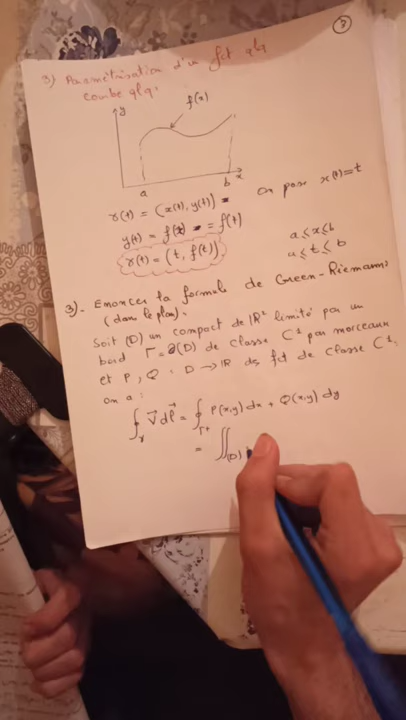 3) Paramétrisation d'un fct qlq
courbe qlq.
y
f(x)
a
b
x
γ(t) = (x(t), y(t))
On pose x(t)=t
y(t) = f(x) = f(t)
a ≤ x ≤ b
γ(t) = (t, f(t))
a ≤ t ≤ b
3)- Enoncer la formule de Green-Riemann
(dans le plan).
Soit (D) un compact de IR² limité par un
bord Γ = ∂(D) de classe C¹ par morceaux
et P, Q : D → IR ds fct de classe C¹,
on a :
∮γ V⃗ dl⃗ = ∮Γ+ P(x,y) dx + Q(x,y) dy
= ∬(D)